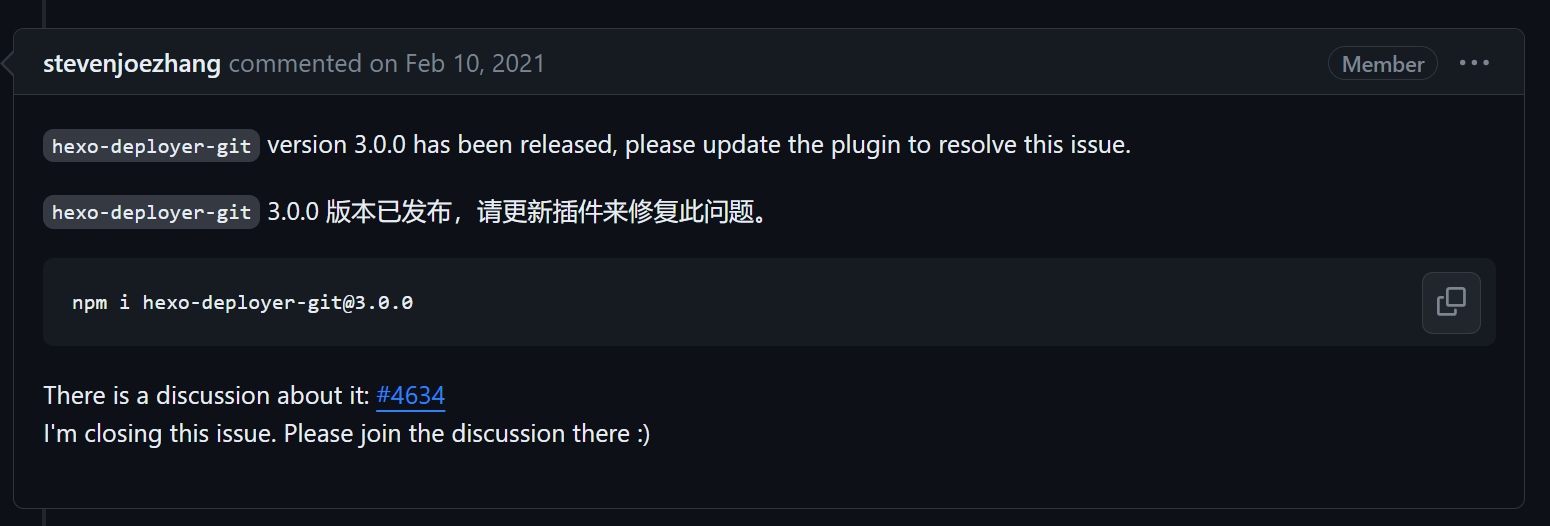 stevenjoezhang commented on Feb 10, 2021
Member
hexo-deployer-git version 3.0.0 has been released, please update the plugin to resolve this issue.
hexo-deployer-git 3.0.0 版本已发布，请更新插件来修复此问题。
npm i hexo-deployer-git@3.0.0
There is a discussion about it: #4634
I'm closing this issue. Please join the discussion there :)